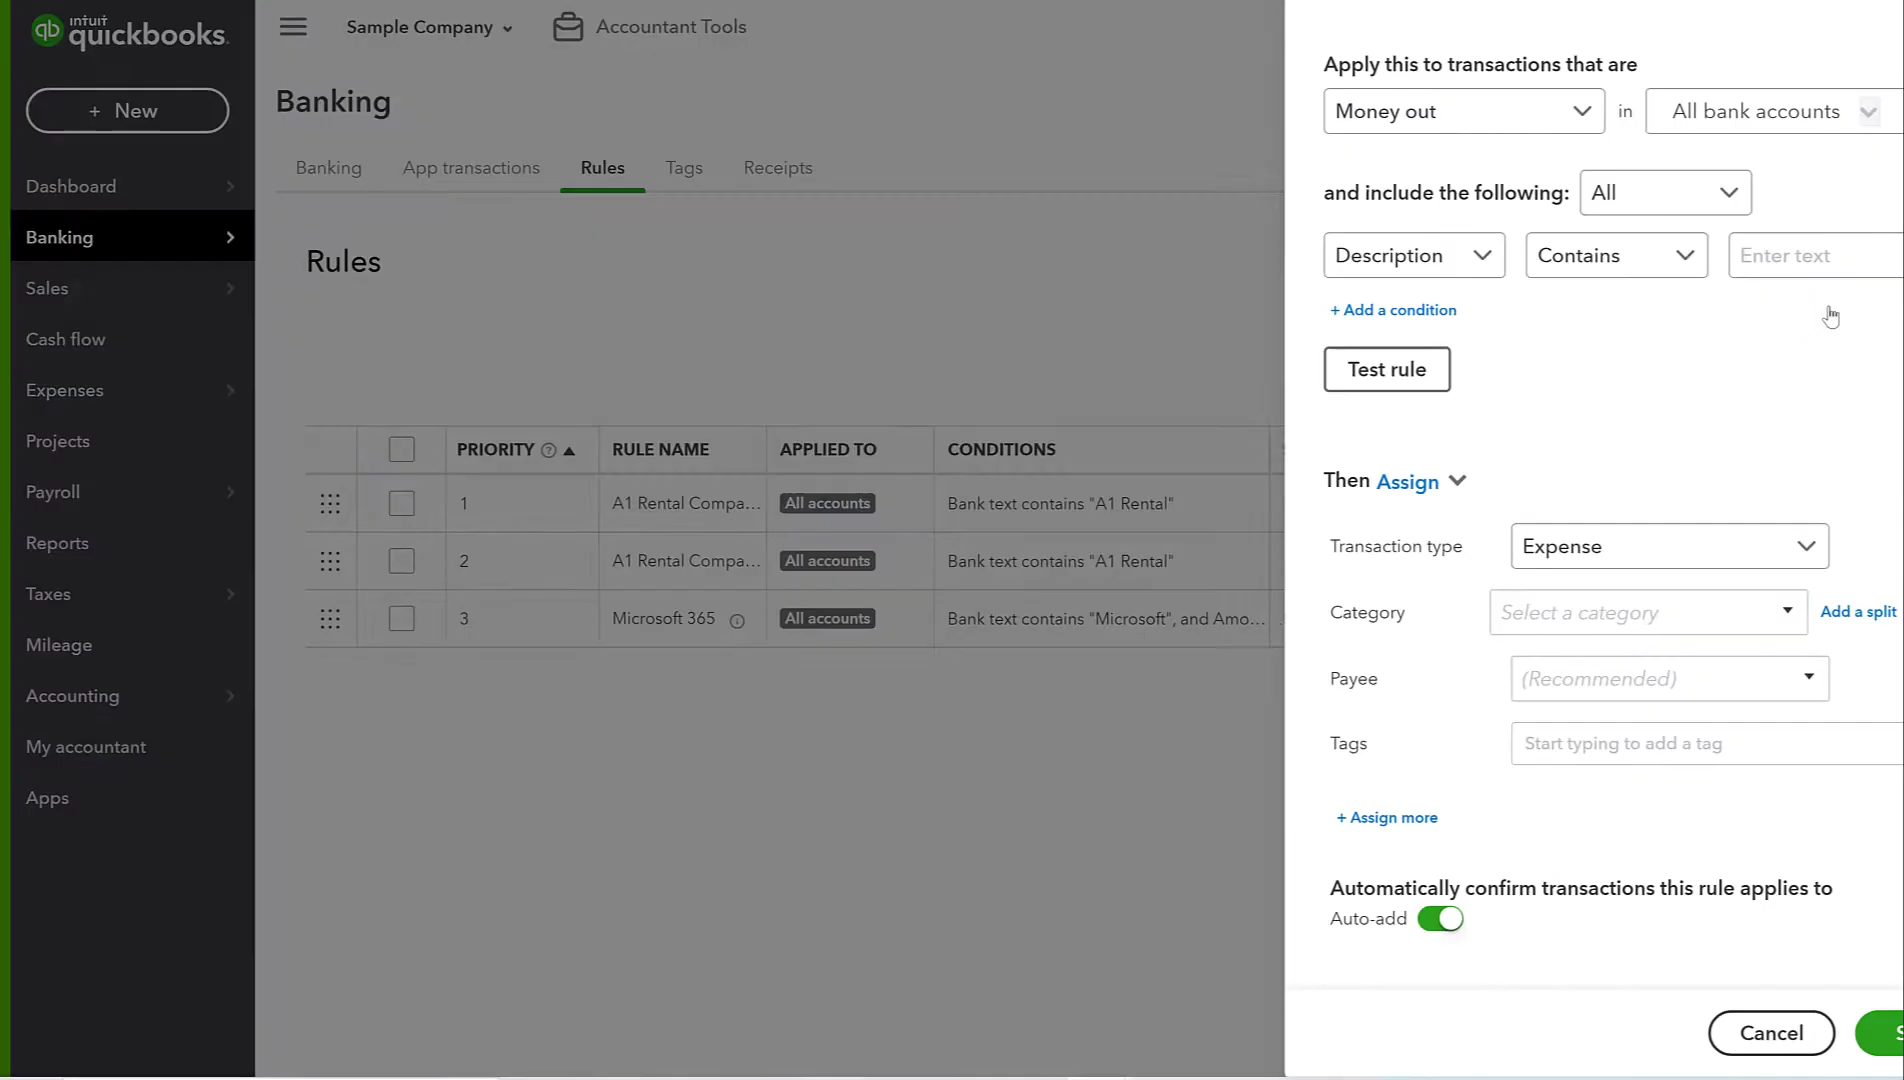 intuit
quickbooks.
+ New
Dashboard
Banking
Sales
Cash flow
Expenses
Projects
Payroll
Reports
Taxes
Mileage
Accounting
My accountant
Apps
Sample Company
Accountant Tools
Banking
Banking App transactions Rules Tags Receipts
Rules
PRIORITY RULE NAME APPLIED TO CONDITIONS
1 A1 Rental Compa... All accounts Bank text contains "A1 Rental"
2 A1 Rental Compa... All accounts Bank text contains "A1 Rental"
3 Microsoft 365 All accounts Bank text contains "Microsoft", and Amo...
Apply this to transactions that are
Money out in All bank accounts
and include the following: All
Description Contains Enter text
+ Add a condition
Test rule
Then Assign
Transaction type Expense
Category Select a category Add a split
Payee (Recommended)
Tags Start typing to add a tag
+ Assign more
Automatically confirm transactions this rule applies to
Auto-add
Cancel